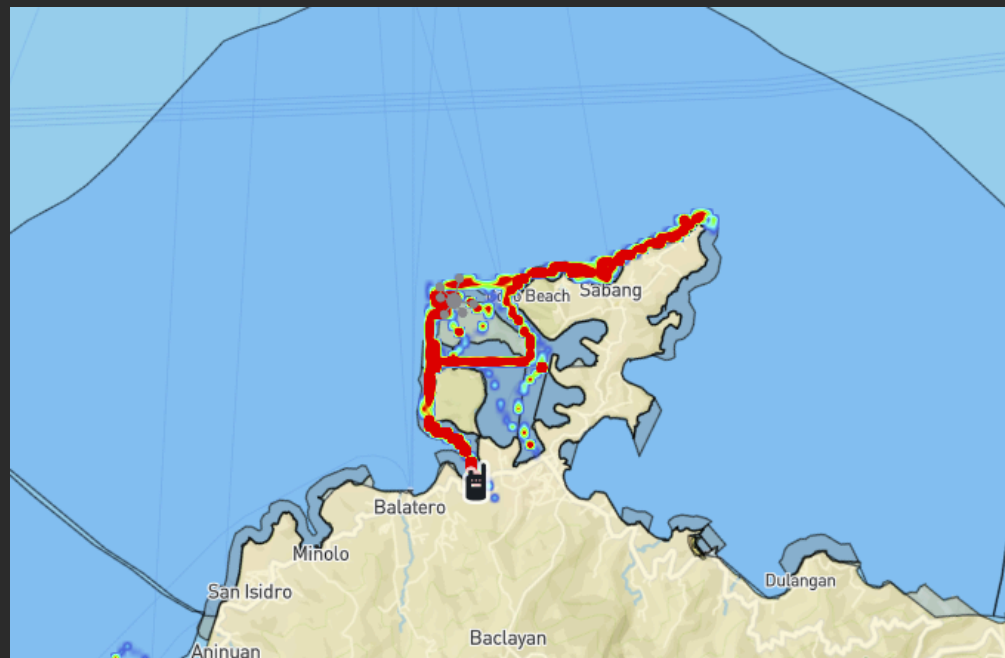 Beach
Sabang
Balatero
Minolo
San Isidro
Dulangan
Baclayan
Aninuan